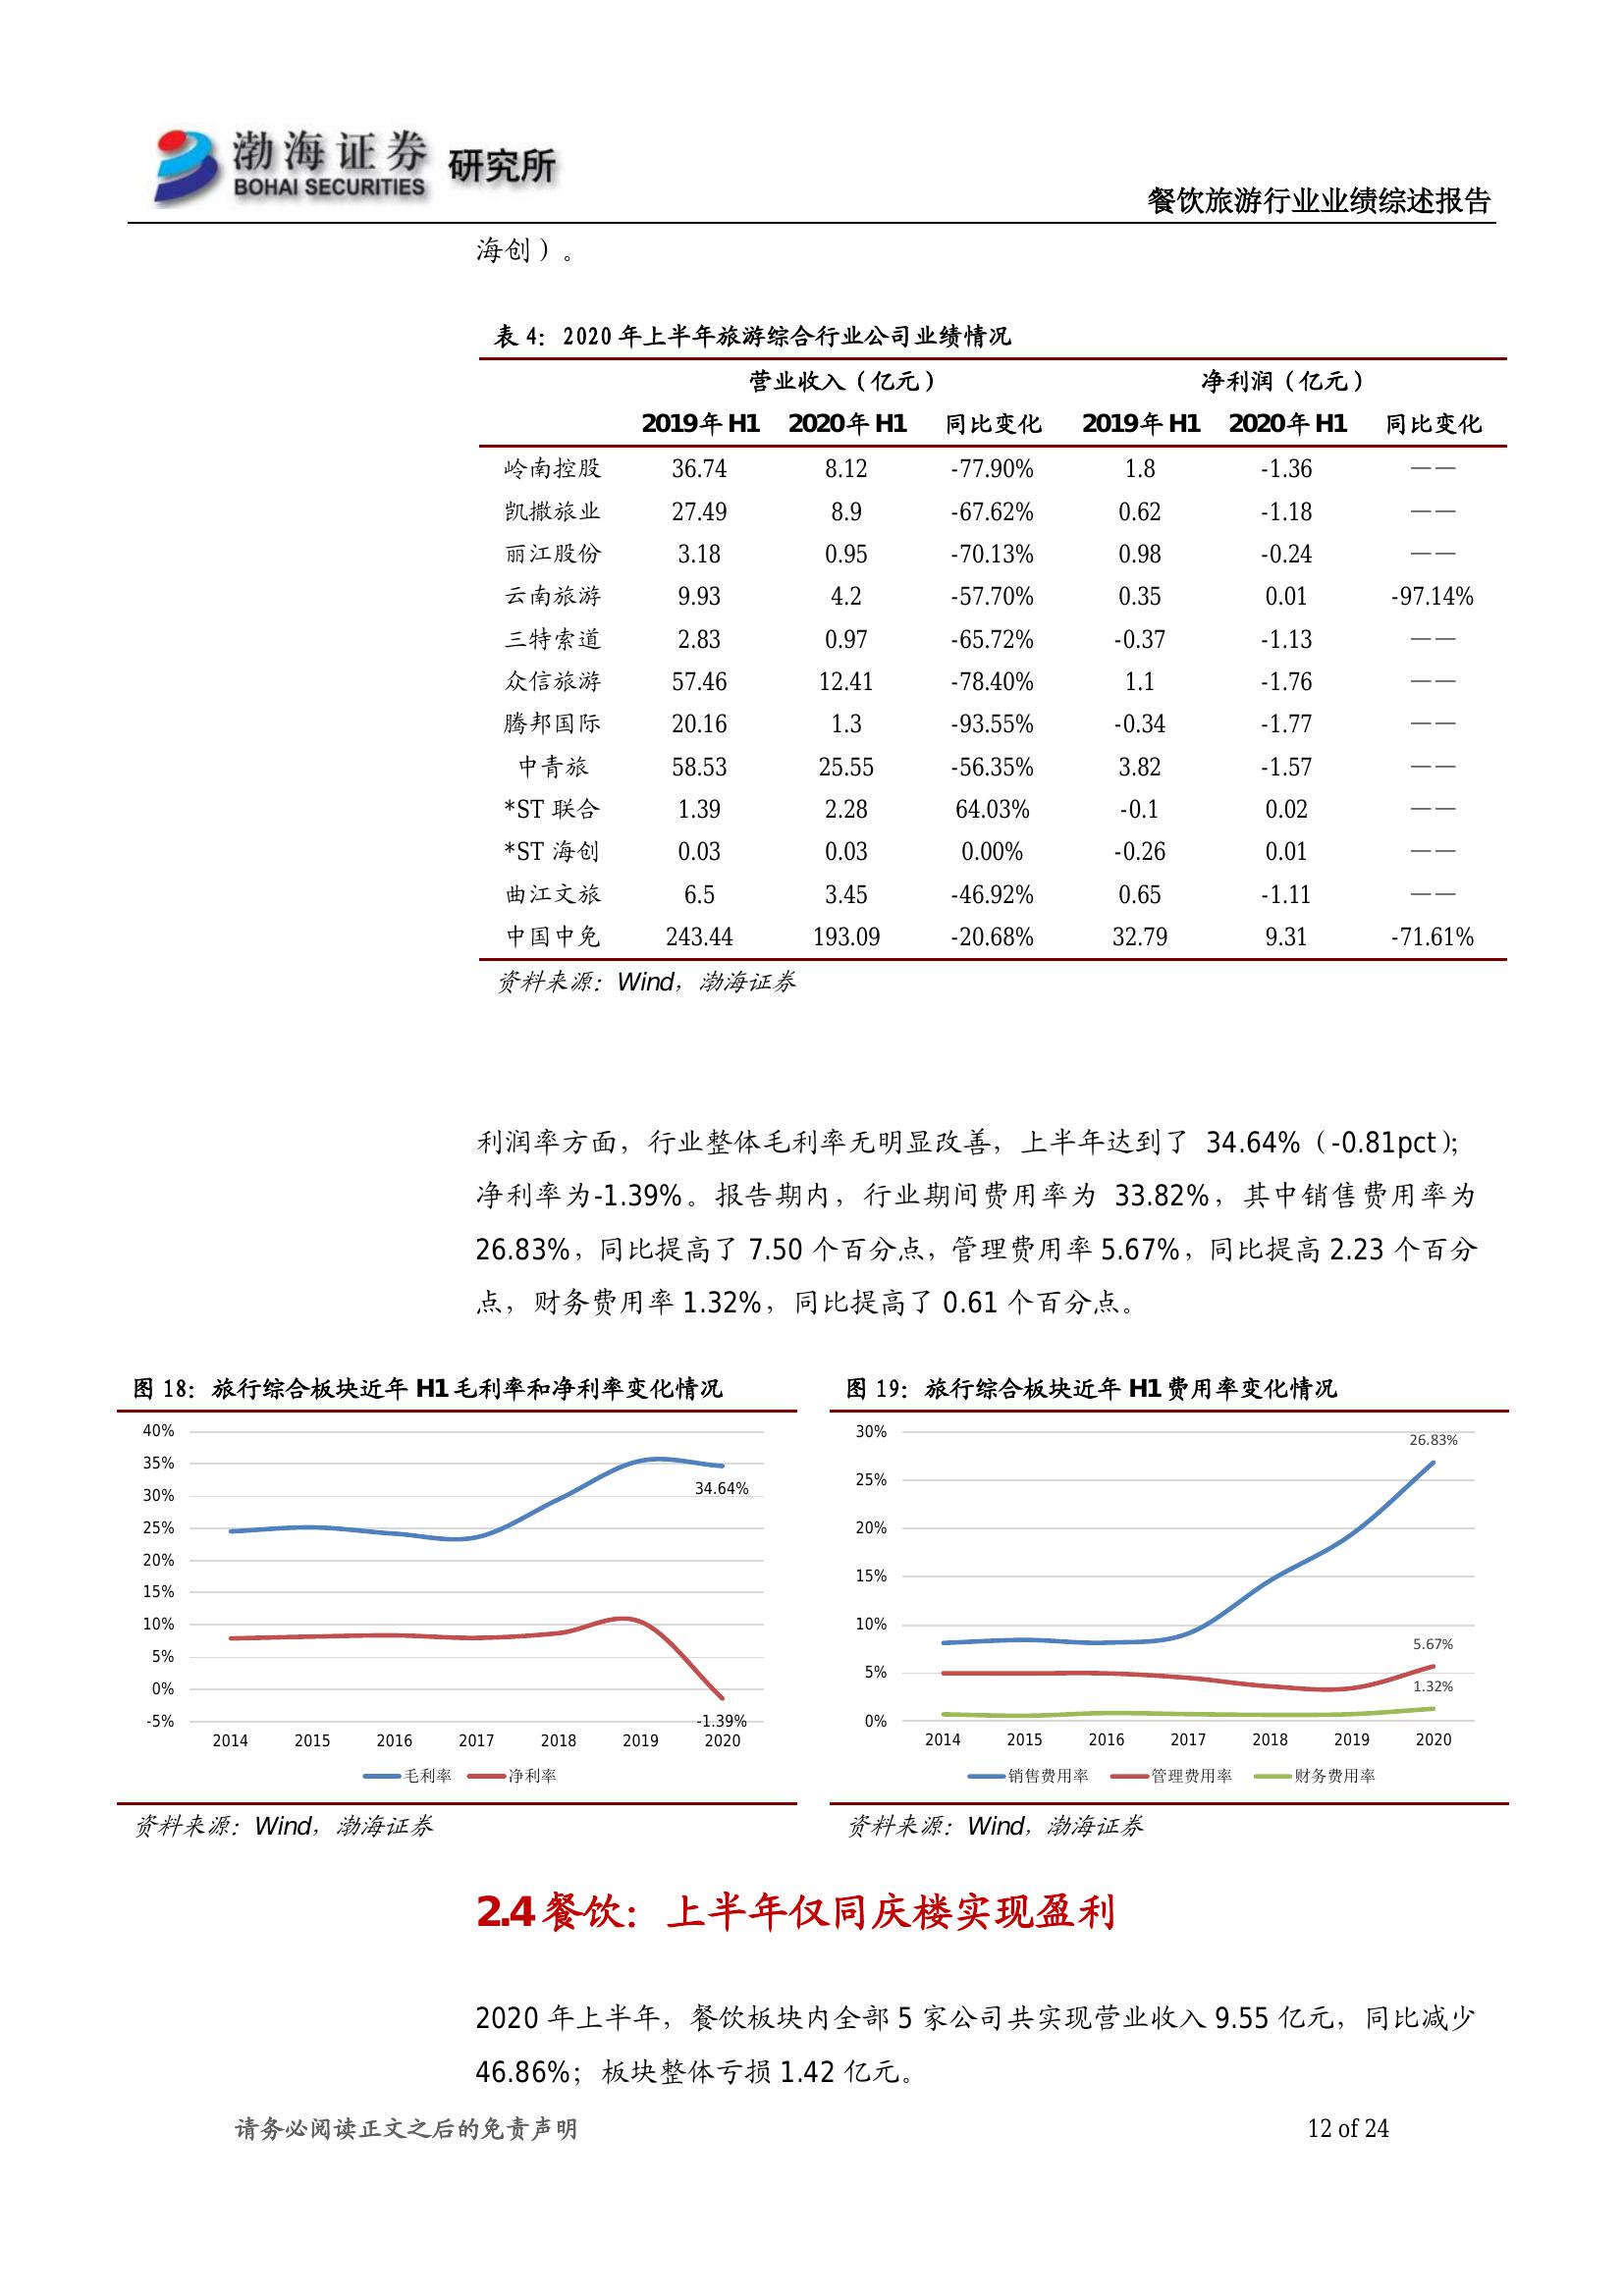 渤海证券 研究所
BOHAI SECURITIES
餐饮旅游行业业绩综述报告
海创）。
表 4：2020 年上半年旅游综合行业公司业绩情况
营业收入（亿元） 净利润（亿元）
2019年 H1 2020年 H1 同比变化 2019年 H1 2020年 H1 同比变化
岭南控股 36.74 8.12 -77.90% 1.8 -1.36 ——
凯撒旅业 27.49 8.9 -67.62% 0.62 -1.18 ——
丽江股份 3.18 0.95 -70.13% 0.98 -0.24 ——
云南旅游 9.93 4.2 -57.70% 0.35 0.01 -97.14%
三特索道 2.83 0.97 -65.72% -0.37 -1.13 ——
众信旅游 57.46 12.41 -78.40% 1.1 -1.76 ——
腾邦国际 20.16 1.3 -93.55% -0.34 -1.77 ——
中青旅 58.53 25.55 -56.35% 3.82 -1.57 ——
*ST 联合 1.39 2.28 64.03% -0.1 0.02 ——
*ST 海创 0.03 0.03 0.00% -0.26 0.01 ——
曲江文旅 6.5 3.45 -46.92% 0.65 -1.11 ——
中国中免 243.44 193.09 -20.68% 32.79 9.31 -71.61%
资料来源：Wind，渤海证券
利润率方面，行业整体毛利率无明显改善，上半年达到了 34.64%（-0.81pct）；
净利率为-1.39%。报告期内，行业期间费用率为 33.82%，其中销售费用率为
26.83%，同比提高了 7.50 个百分点，管理费用率 5.67%，同比提高 2.23 个百分
点，财务费用率 1.32%，同比提高了 0.61 个百分点。
图 18：旅行综合板块近年 H1 毛利率和净利率变化情况
40%
35%
30%
25%
20%
15%
10%
5%
0%
-5%
34.64%
-1.39%
2014 2015 2016 2017 2018 2019 2020
毛利率 净利率
资料来源：Wind，渤海证券
图 19：旅行综合板块近年 H1 费用率变化情况
30%
25%
20%
15%
10%
5%
0%
26.83%
5.67%
1.32%
2014 2015 2016 2017 2018 2019 2020
销售费用率 管理费用率 财务费用率
资料来源：Wind，渤海证券
2.4 餐饮：上半年仅同庆楼实现盈利
2020 年上半年，餐饮板块内全部 5 家公司共实现营业收入 9.55 亿元，同比减少
46.86%；板块整体亏损 1.42 亿元。
请务必阅读正文之后的免责声明 12 of 24